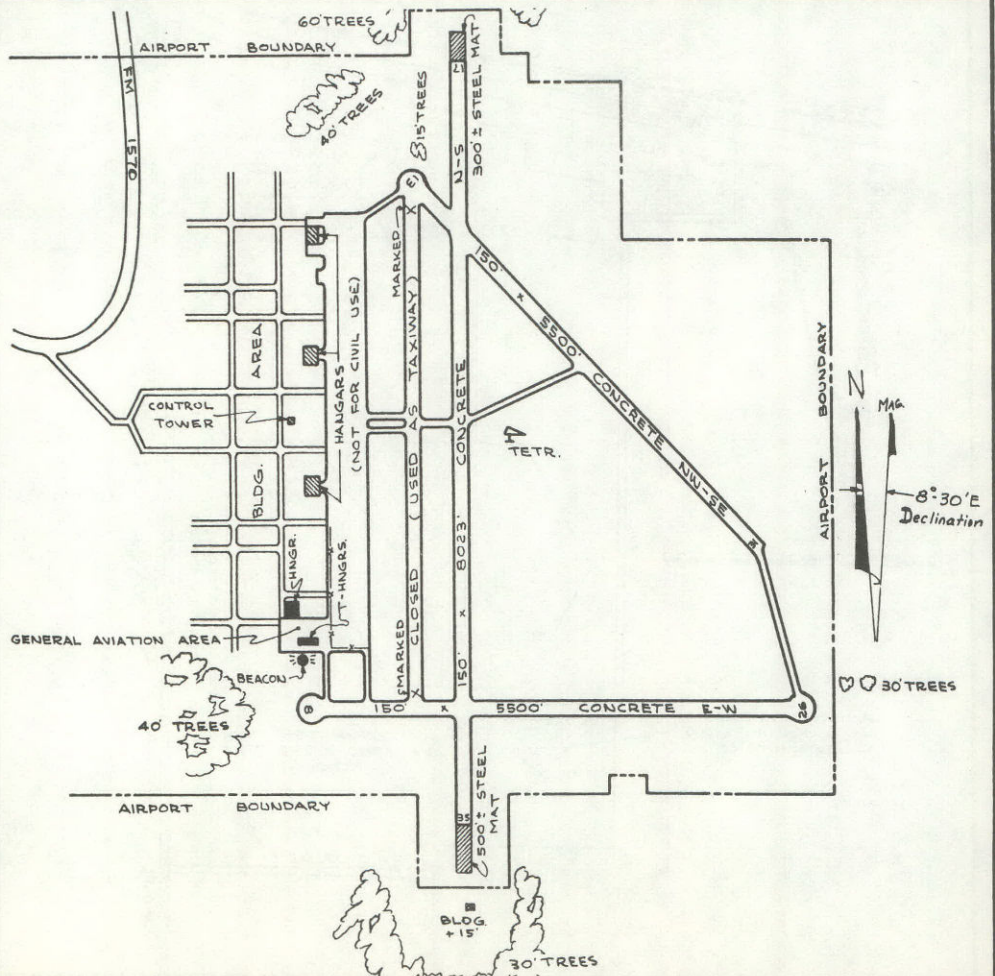 60' TREES
AIRPORT BOUNDARY
FM 1570
40' TREES
15' TREES
17
N-S
300' ± STEEL MAT
13
MARKED
150' x 5500' CONCRETE NW-SE
HANGARS
(NOT FOR CIVIL USE)
CLOSED (USED AS TAXIWAY)
150' x 8023' CONCRETE
BLDG. AREA
CONTROL
TOWER
TETR.
AIRPORT BOUNDARY
N
MAG.
8°-30'E
Declination
HNGR.
T-HNGRS.
GENERAL AVIATION AREA
BEACON
MARKED
40' TREES
8
150' x 5500' CONCRETE E-W
26
30' TREES
AIRPORT BOUNDARY
35
500' ± STEEL
MAT
BLDG.
+15'
30' TREES